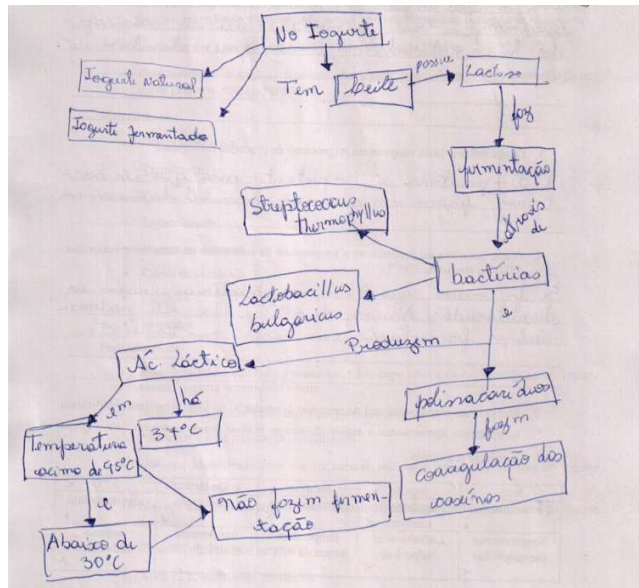 No Iogurte
Iogurte Natural
Tem
Leite
possui
Lactose
Iogurte fermentado
faz
fermentação
Streptococcus
thermophyllus
através
de
bactérias
Lactobacillus
bulgaricus
e
Produzem
Ác. Láctico
em
há
37°C
polissacarídios
fazem
Temperatura
acima de 45°C
coagulação das
caseínas
e
Não fazem fermen-
tação
Abaixo de
30°C